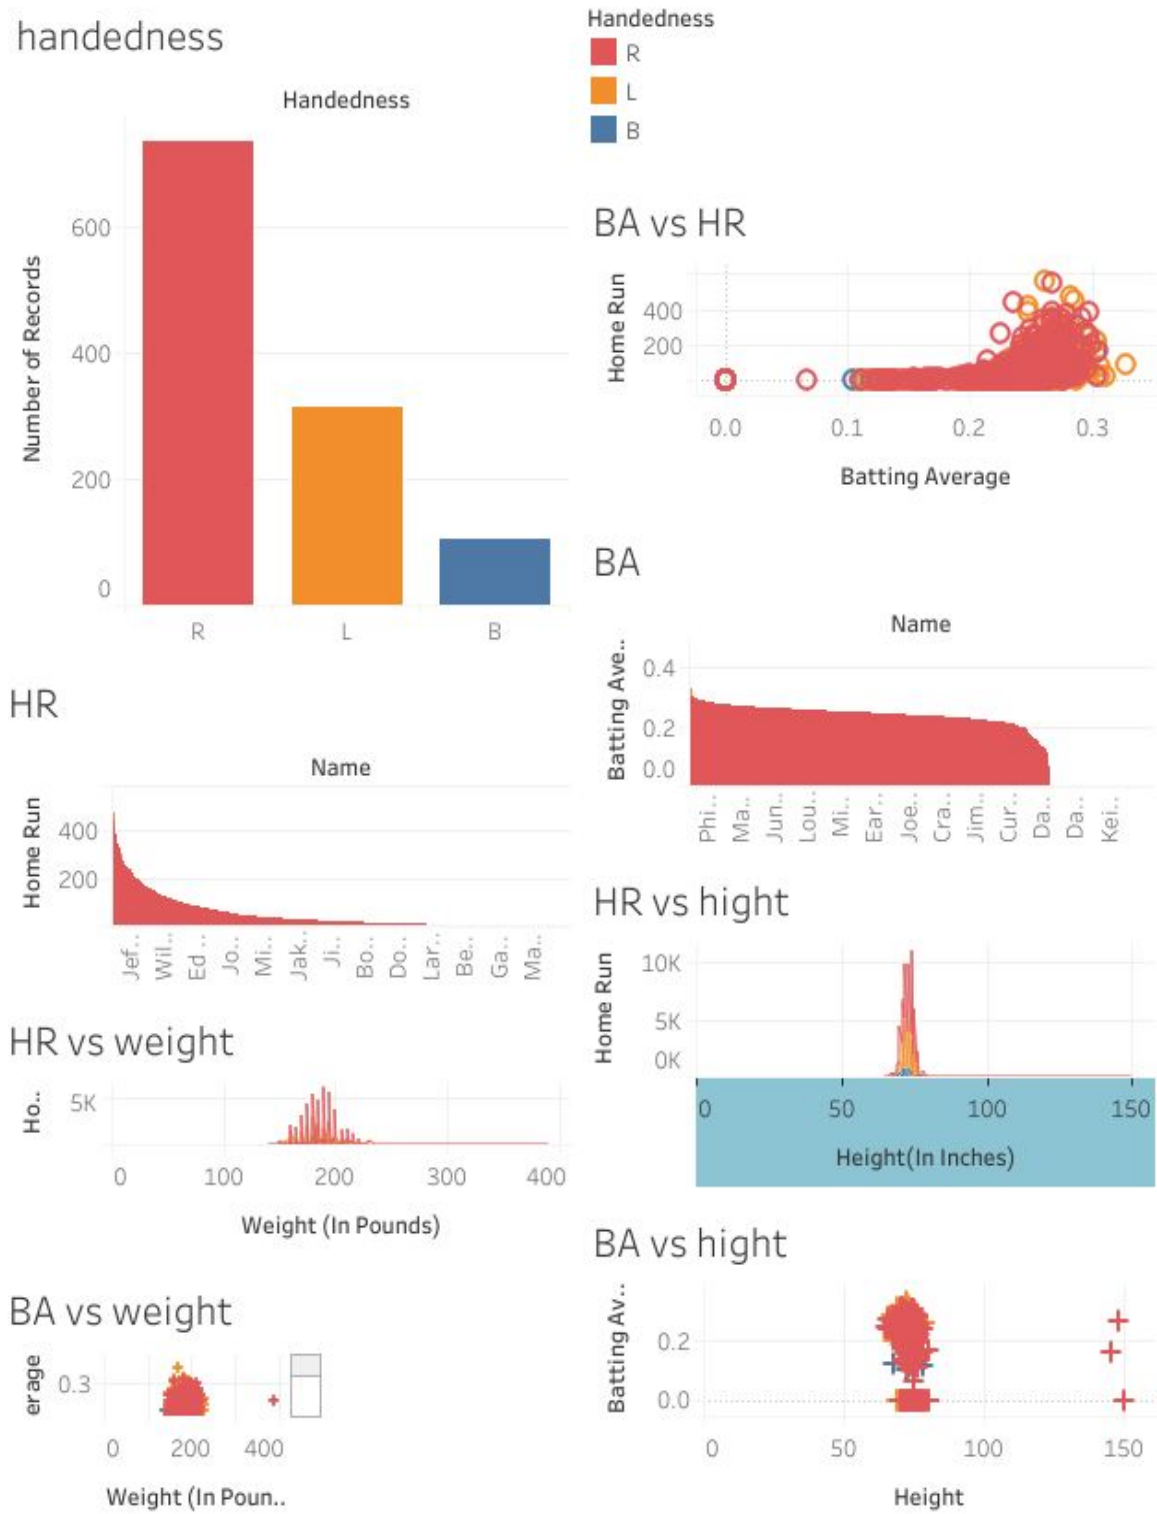 handedness
Handedness
Number of Records
600
400
200
0
R
L
B
Handedness
R
L
B
BA vs HR
Home Run
400
200
0.0
0.1
0.2
0.3
Batting Average
BA
Name
Batting Ave..
0.4
0.2
0.0
Phi..
Ma..
Jun..
Lou..
Mi..
Ear..
Joe..
Cra..
Jim..
Cur..
Da..
Da..
Kei..
HR
Name
Home Run
400
200
Jef..
Wil..
Ed ..
Jo..
Mi..
Jak..
Ji..
Bo..
Do..
Lar..
Be..
Ga..
Ma..
HR vs hight
Home Run
10K
5K
0K
0
50
100
150
Height(In Inches)
HR vs weight
Ho..
5K
0
100
200
300
400
Weight (In Pounds)
BA vs hight
Batting Av..
0.2
0.0
0
50
100
150
Height
BA vs weight
erage
0.3
0
200
400
Weight (In Poun..